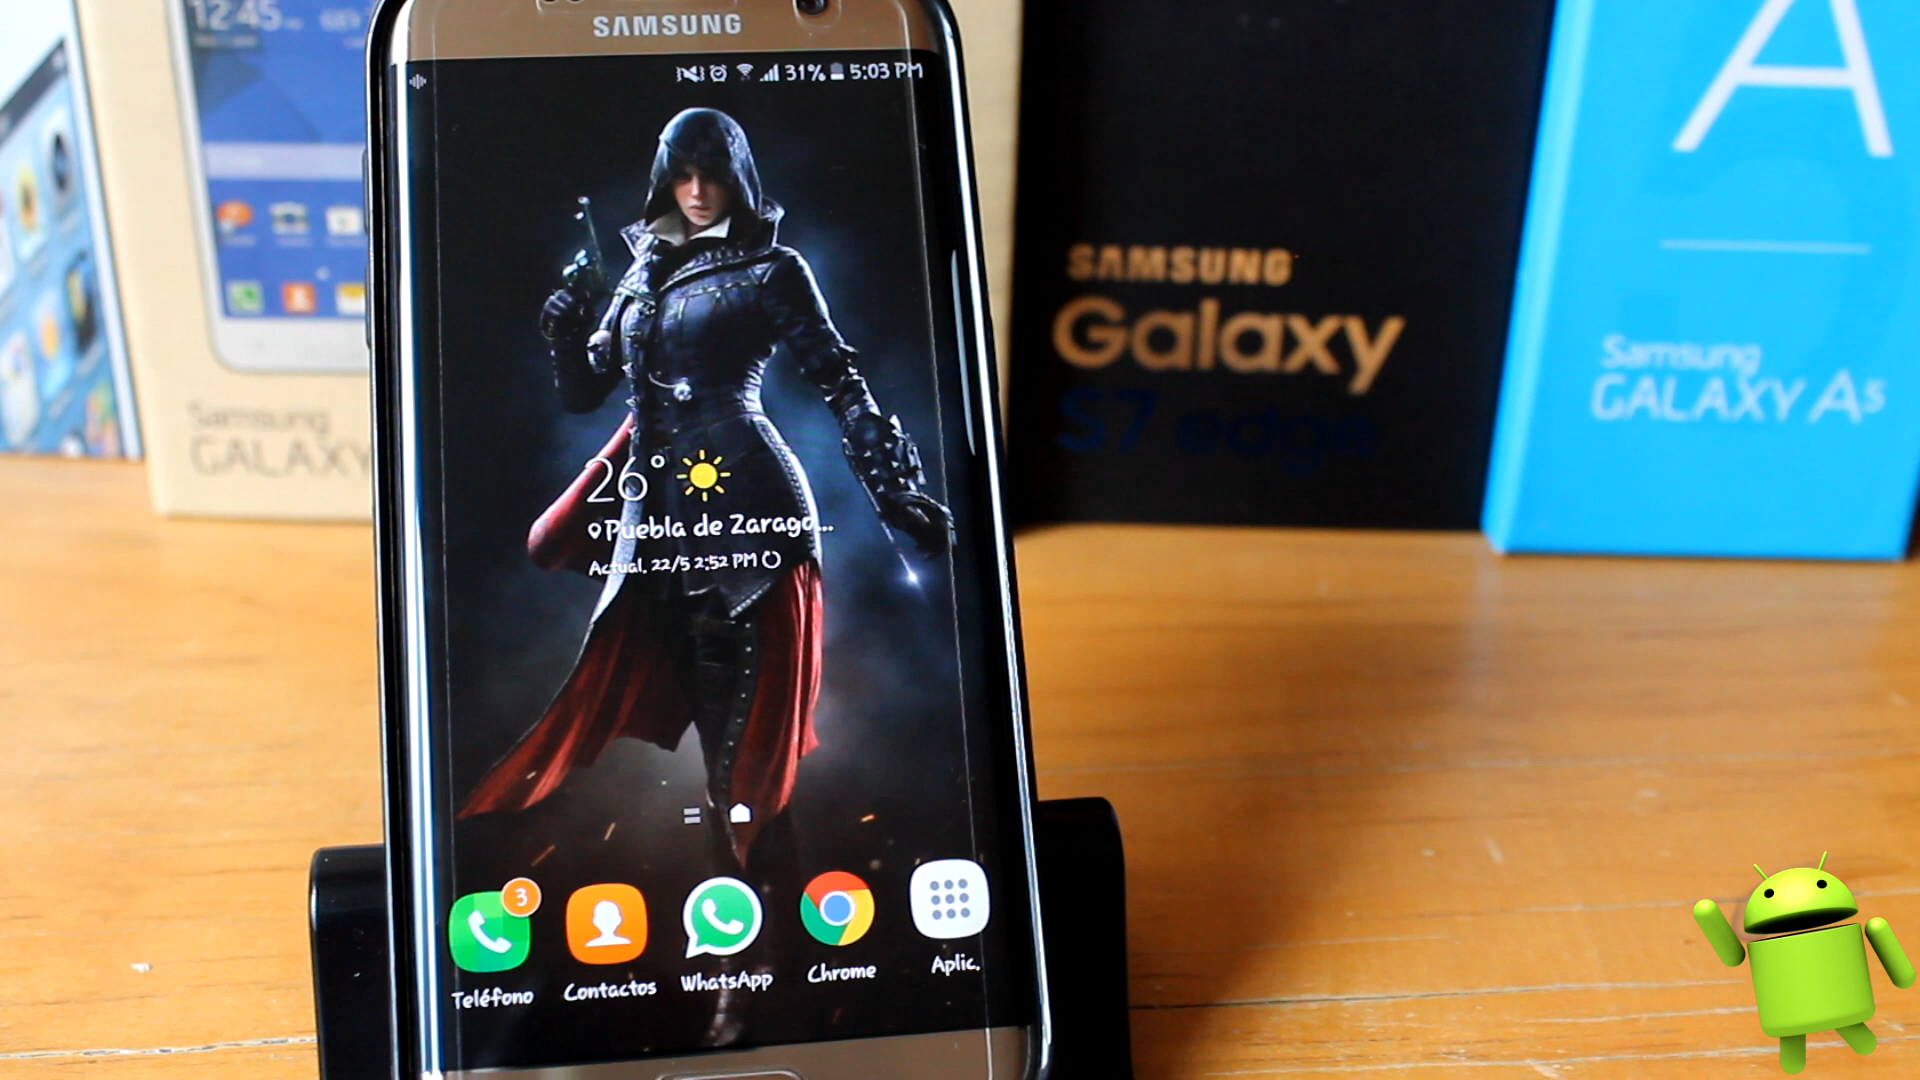 SAMSUNG
31% 5:03 PM
26°
Puebla de Zarago...
Actual. 22/5 2:52 PM
3
Teléfono
Contactos
WhatsApp
Chrome
Aplic.
12:45
Samsung
GALAXY
SAMSUNG
Galaxy
S7 edge
A
Samsung
GALAXY A5